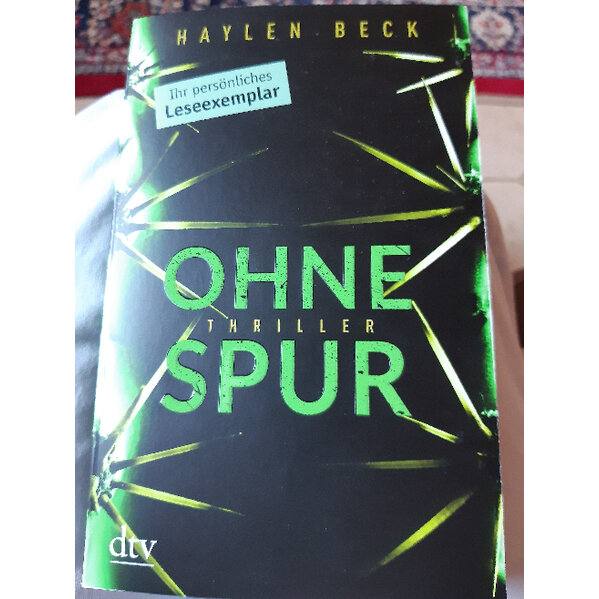 HAYLEN BECK
Ihr persönliches
Leseexemplar
OHNE
THRILLER
SPUR
dtv